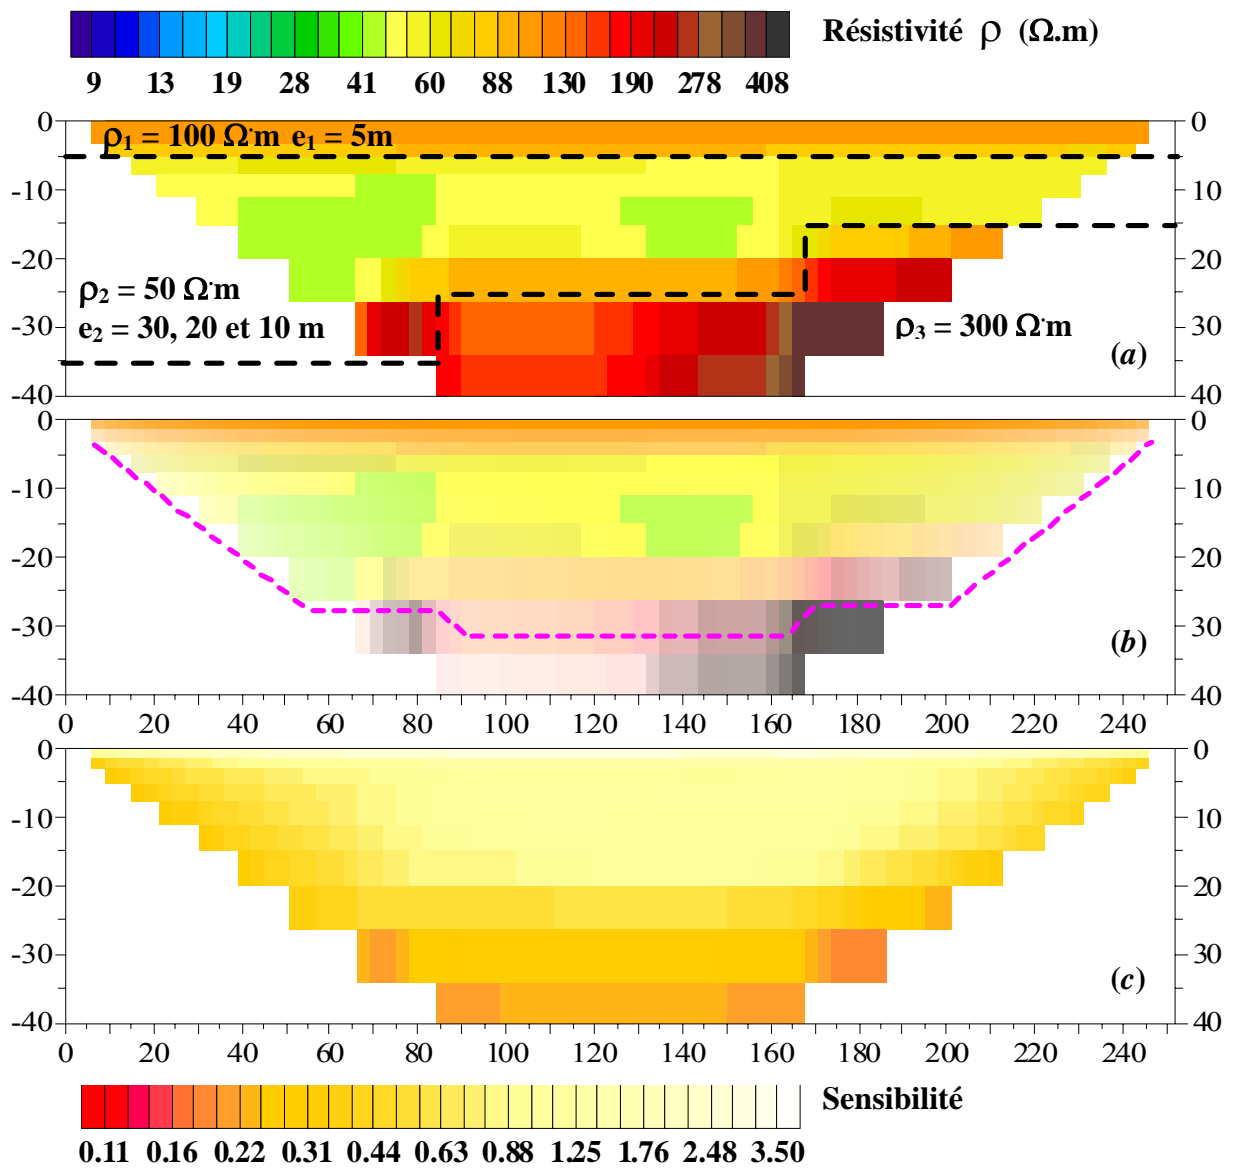 Résistivité ρ (Ω.m)
9 13 19 28 41 60 88 130 190 278 408
0 0
ρ1 = 100 Ω·m e1 = 5m
-10 10
-20 20
ρ2 = 50 Ω·m
e2 = 30, 20 et 10 m
-30 30
ρ3 = 300 Ω·m
(a)
-40 40
0 0
-10 10
-20 20
-30 30
(b)
-40 40
0 20 40 60 80 100 120 140 160 180 200 220 240
0 0
-10 10
-20 20
-30 30
(c)
-40 40
0 20 40 60 80 100 120 140 160 180 200 220 240
Sensibilité
0.11 0.16 0.22 0.31 0.44 0.63 0.88 1.25 1.76 2.48 3.50